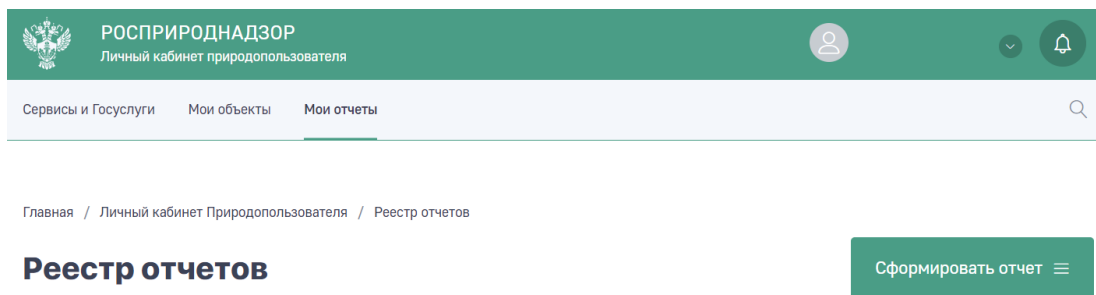 РОСПРИРОДНАДЗОР
Личный кабинет природопользователя
Сервисы и Госуслуги Мои объекты Мои отчеты
Главная / Личный кабинет Природопользователя / Реестр отчетов
Реестр отчетов
Сформировать отчет